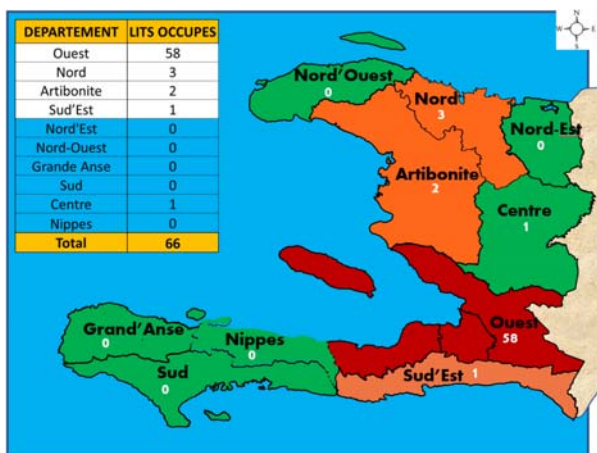 DEPARTEMENT LITS OCCUPES
Ouest 58
Nord 3
Artibonite 2
Sud'Est 1
Nord'Est 0
Nord-Ouest 0
Grande Anse 0
Sud 0
Centre 1
Nippes 0
Total 66
N
W E
S
Nord'Ouest
0
Nord
3
Nord-Est
0
Artibonite
2
Centre
1
Grand'Anse
0
Nippes
0
Ouest
58
Sud
0
Sud'Est 1